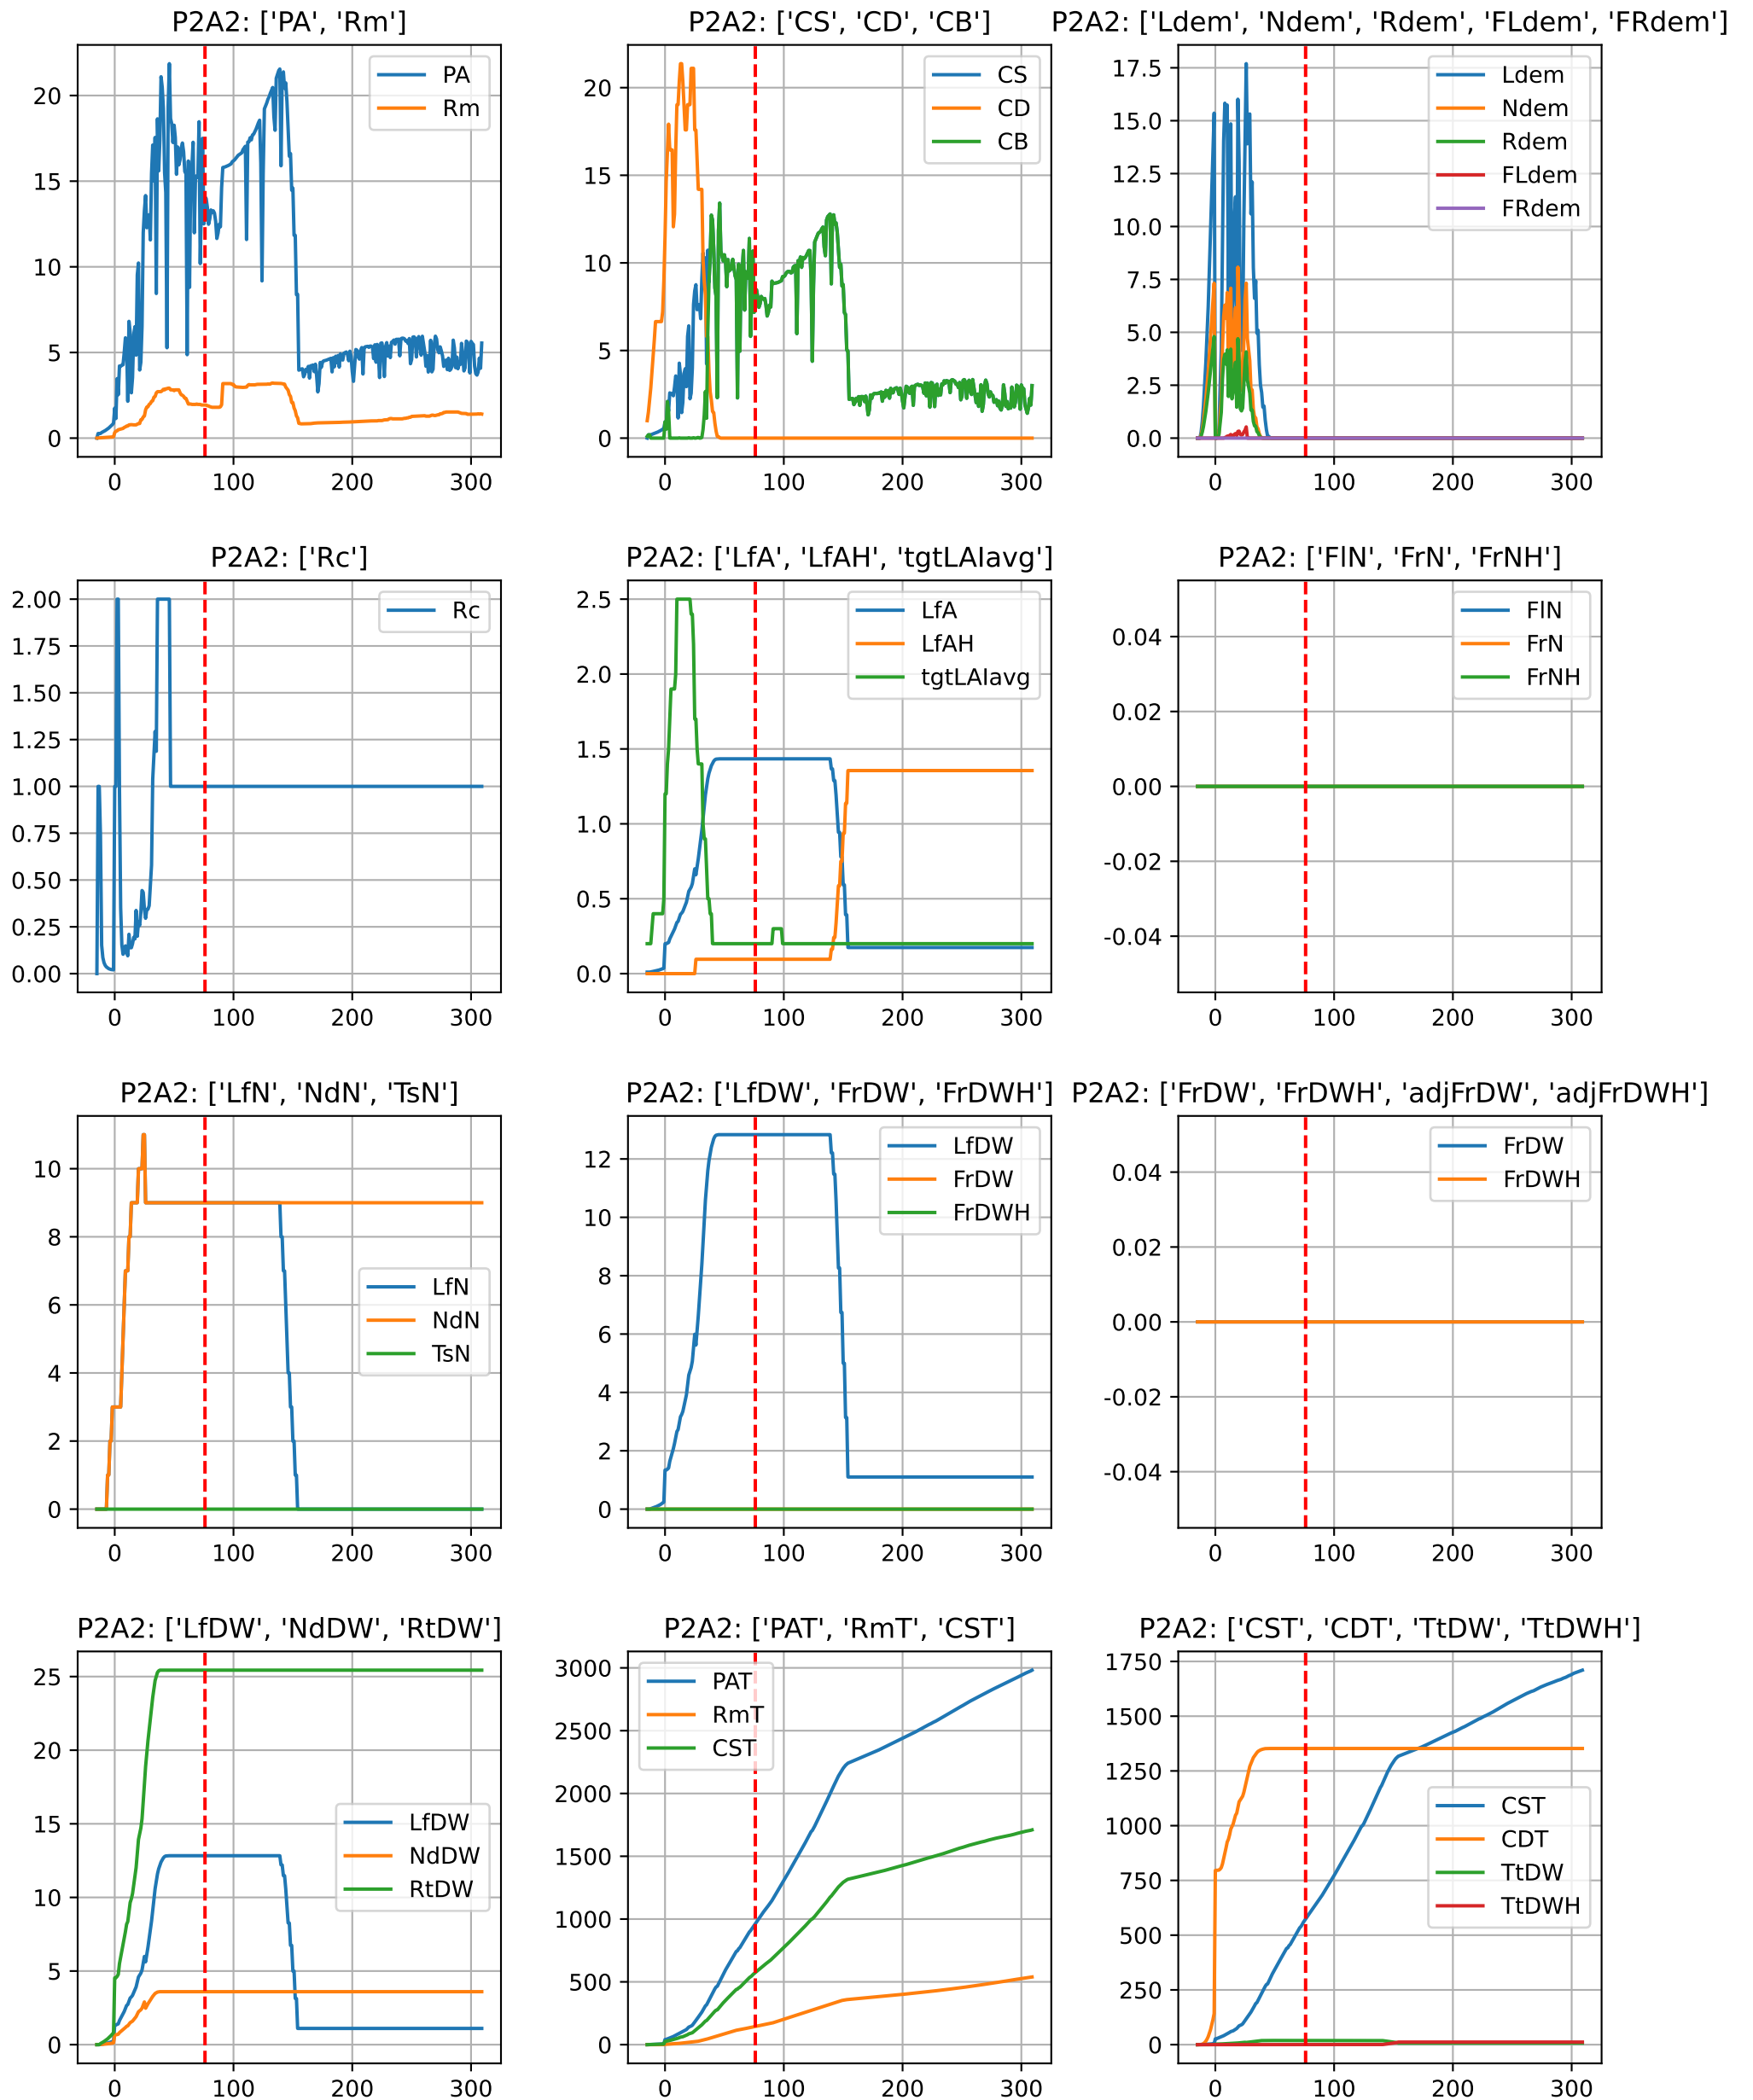 P2A2: ['PA', 'Rm']
20
15
10
5
0
0 100 200 300
PA
Rm
P2A2: ['CS', 'CD', 'CB']
20
15
10
5
0
0 100 200 300
CS
CD
CB
P2A2: ['Ldem', 'Ndem', 'Rdem', 'FLdem', 'FRdem']
17.5
15.0
12.5
10.0
7.5
5.0
2.5
0.0
0 100 200 300
Ldem
Ndem
Rdem
FLdem
FRdem
P2A2: ['Rc']
2.00
1.75
1.50
1.25
1.00
0.75
0.50
0.25
0.00
0 100 200 300
Rc
P2A2: ['LfA', 'LfAH', 'tgtLAIavg']
2.5
2.0
1.5
1.0
0.5
0.0
0 100 200 300
LfA
LfAH
tgtLAIavg
P2A2: ['FlN', 'FrN', 'FrNH']
0.04
0.02
0.00
-0.02
-0.04
0 100 200 300
FlN
FrN
FrNH
P2A2: ['LfN', 'NdN', 'TsN']
10
8
6
4
2
0
0 100 200 300
LfN
NdN
TsN
P2A2: ['LfDW', 'FrDW', 'FrDWH']
12
10
8
6
4
2
0
0 100 200 300
LfDW
FrDW
FrDWH
P2A2: ['FrDW', 'FrDWH', 'adjFrDW', 'adjFrDWH']
0.04
0.02
0.00
-0.02
-0.04
0 100 200 300
FrDW
FrDWH
P2A2: ['LfDW', 'NdDW', 'RtDW']
25
20
15
10
5
0
0 100 200 300
LfDW
NdDW
RtDW
P2A2: ['PAT', 'RmT', 'CST']
3000
2500
2000
1500
1000
500
0
0 100 200 300
PAT
RmT
CST
P2A2: ['CST', 'CDT', 'TtDW', 'TtDWH']
1750
1500
1250
1000
750
500
250
0
0 100 200 300
CST
CDT
TtDW
TtDWH